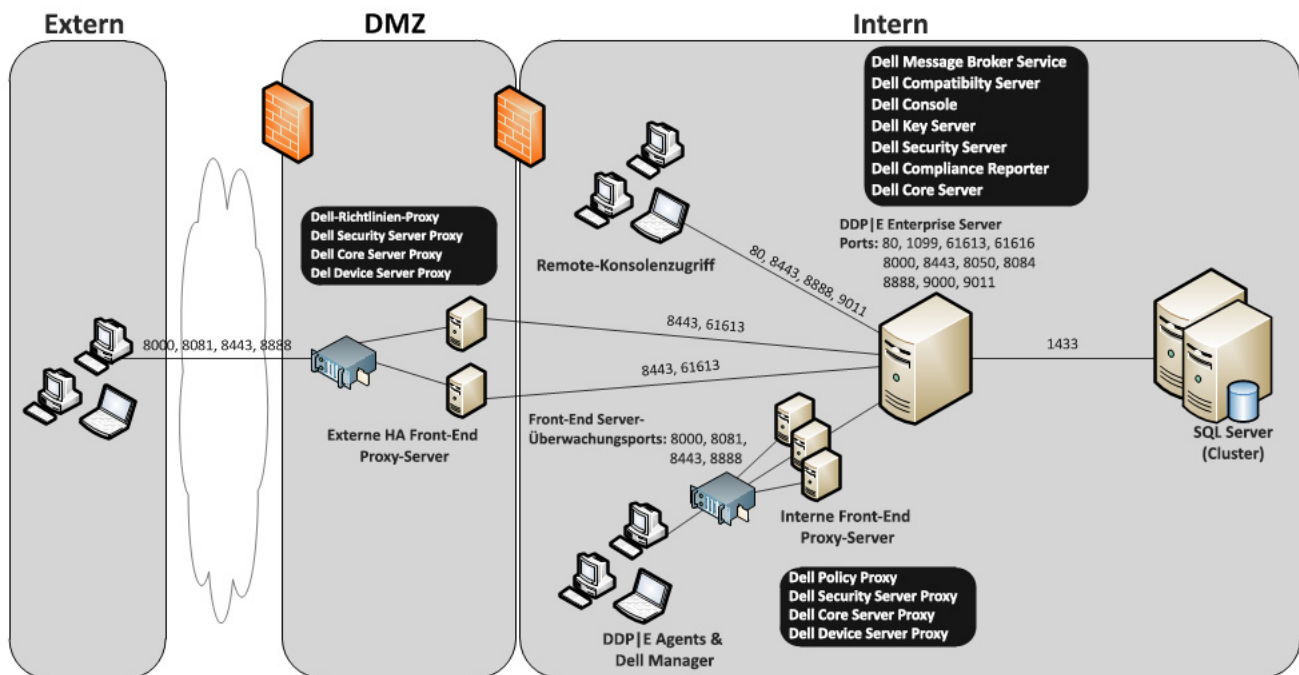 Extern
DMZ
Intern
Dell Message Broker Service
Dell Compatibilty Server
Dell Console
Dell Key Server
Dell Security Server
Dell Compliance Reporter
Dell Core Server
Dell-Richtlinien-Proxy
Dell Security Server Proxy
Dell Core Server Proxy
Del Device Server Proxy
DDP|E Enterprise Server
Ports: 80, 1099, 61613, 61616
8000, 8443, 8050, 8084
8888, 9000, 9011
Remote-Konsolenzugriff
80, 8443, 8888, 9011
8443, 61613
8000, 8081, 8443, 8888
1433
8443, 61613
Externe HA Front-End
Proxy-Server
Front-End Server-
Überwachungsports: 8000, 8081,
8443, 8888
SQL Server
(Cluster)
Interne Front-End
Proxy-Server
Dell Policy Proxy
Dell Security Server Proxy
Dell Core Server Proxy
Dell Device Server Proxy
DDP|E Agents &
Dell Manager